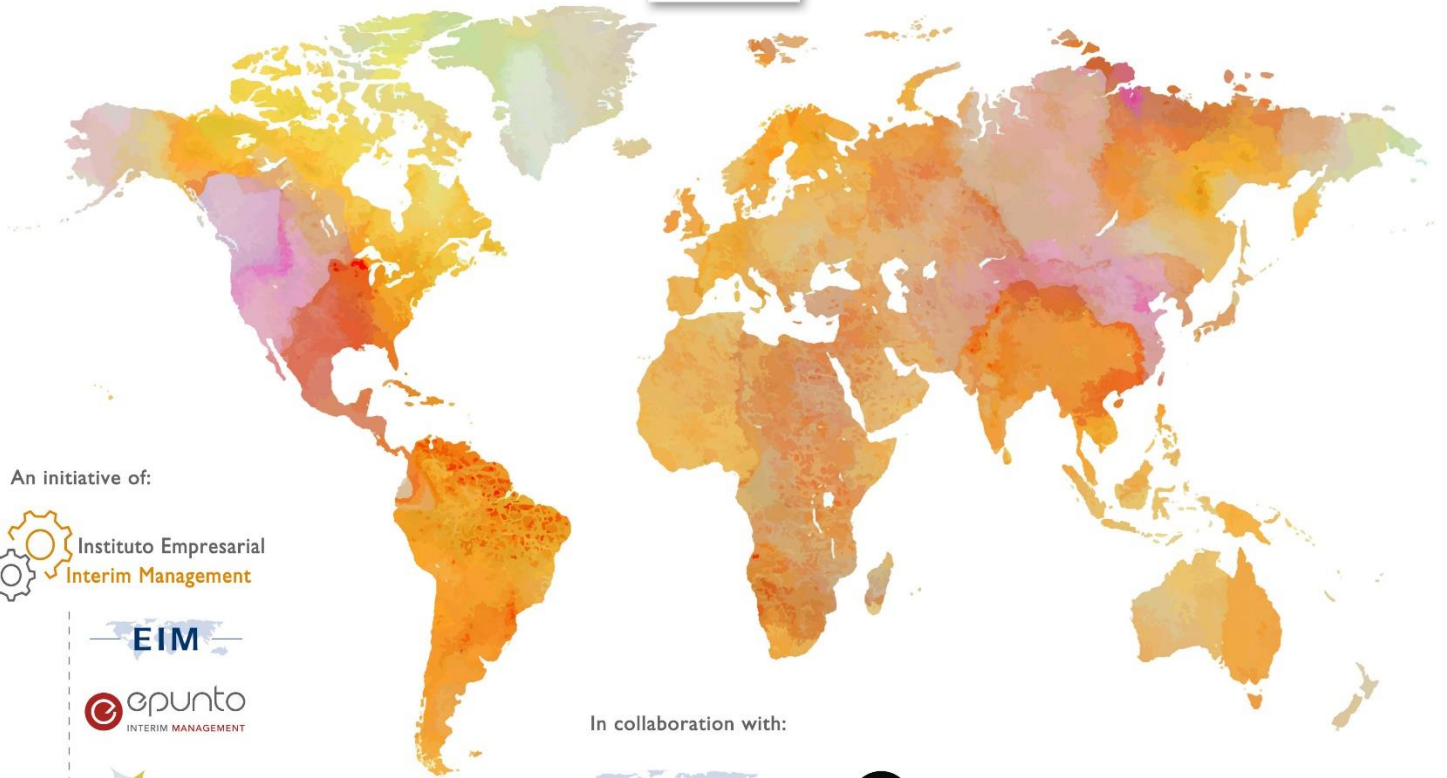 An initiative of:
Instituto Empresarial
Interim Management
EIM
epunto
INTERIM MANAGEMENT
In collaboration with: